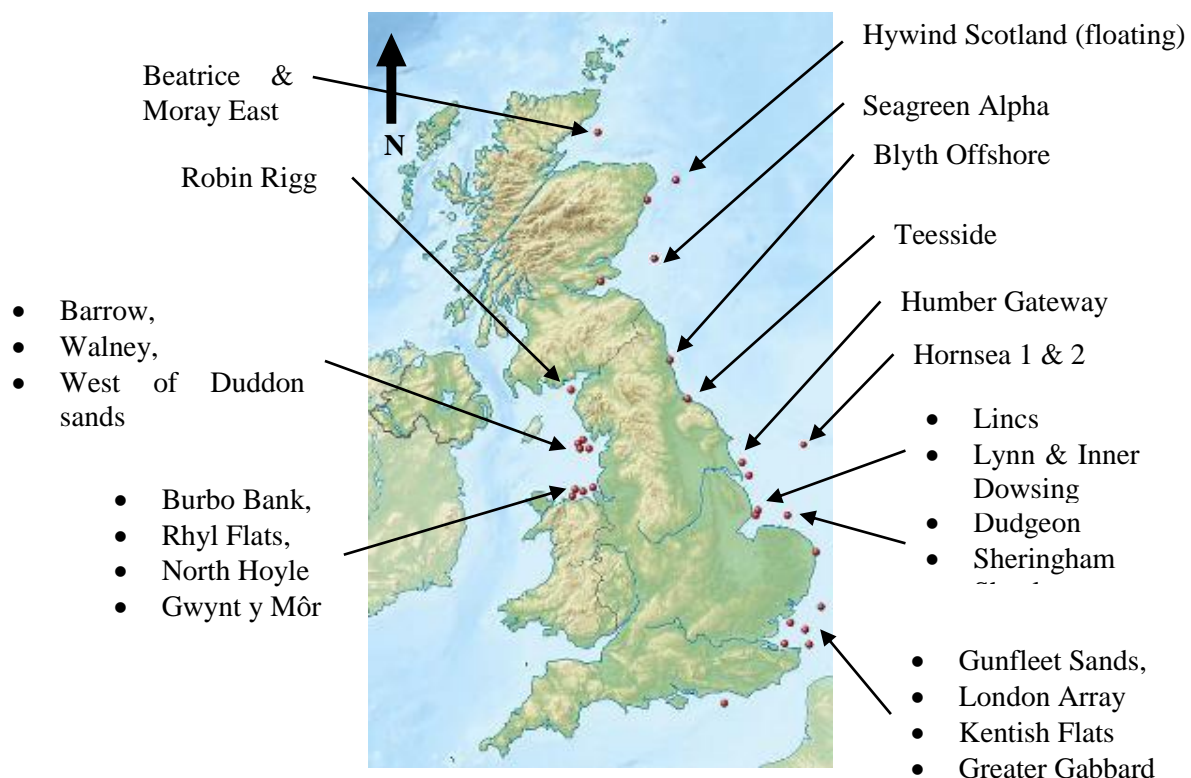 Hywind Scotland (floating)
Beatrice &
Moray East
N
Seagreen Alpha
Blyth Offshore
Robin Rigg
Teesside
Humber Gateway
• Barrow,
• Walney,
• West of Duddon
sands
Hornsea 1 & 2
• Lincs
• Lynn & Inner
Dowsing
• Dudgeon
• Sheringham
• Burbo Bank,
• Rhyl Flats,
• North Hoyle
• Gwynt y Môr
• Gunfleet Sands,
• London Array
• Kentish Flats
• Greater Gabbard